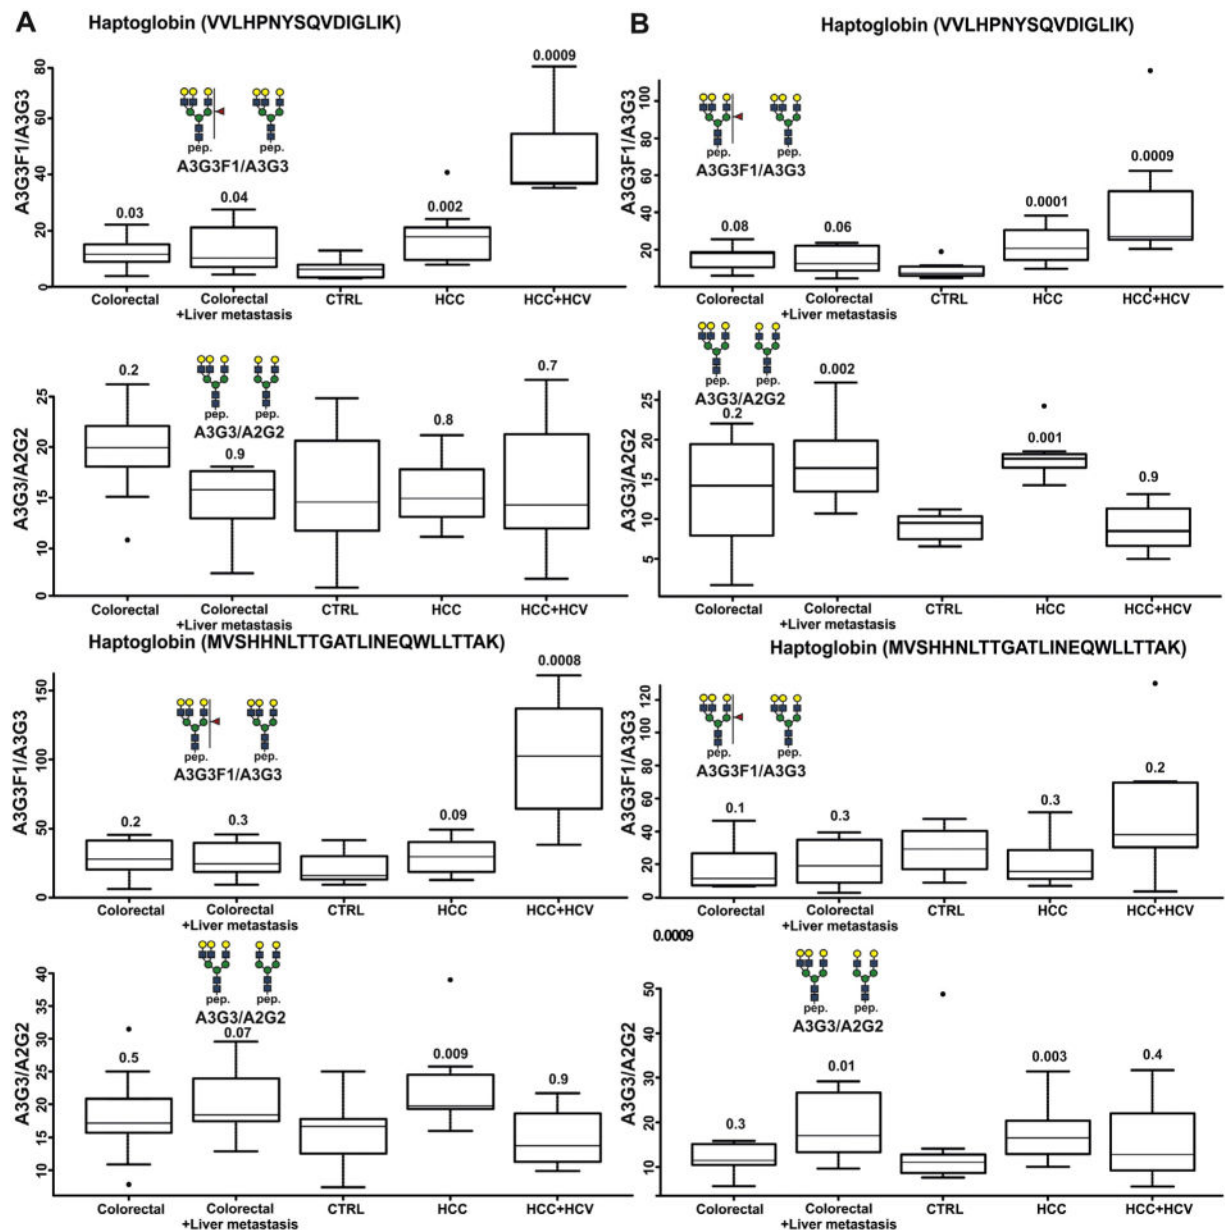 A
Haptoglobin (VVLHPNYSQVDIGLIK)
A3G3F1/A3G3
0
20
40
60
80
pep.
A3G3F1/A3G3
0.03
0.04
0.002
0.0009
Colorectal
Colorectal
+Liver metastasis
CTRL
HCC
HCC+HCV
A3G3/A2G2
0
10
15
20
25
pep.
pep.
A3G3/A2G2
0.2
0.9
0.8
0.7
Colorectal
Colorectal
+Liver metastasis
CTRL
HCC
HCC+HCV
Haptoglobin (MVSHHNLTTGATLINEQWLLTTAK)
A3G3F1/A3G3
0
50
100
150
pep.
pep.
A3G3F1/A3G3
0.2
0.3
0.09
0.0008
Colorectal
Colorectal
+Liver metastasis
CTRL
HCC
HCC+HCV
A3G3/A2G2
10
15
20
25
30
35
40
pep.
pep.
A3G3/A2G2
0.5
0.07
0.009
0.9
Colorectal
Colorectal
+Liver metastasis
CTRL
HCC
HCC+HCV
B
Haptoglobin (VVLHPNYSQVDIGLIK)
A3G3F1/A3G3
20
40
60
80
100
pep.
pep.
A3G3F1/A3G3
0.08
0.06
0.0001
0.0009
Colorectal
Colorectal
+Liver metastasis
CTRL
HCC
HCC+HCV
A3G3/A2G2
5
10
15
20
25
pep.
pep.
A3G3/A2G2
0.2
0.002
0.001
0.9
Colorectal
Colorectal
+Liver metastasis
CTRL
HCC
HCC+HCV
Haptoglobin (MVSHHNLTTGATLINEQWLLTTAK)
A3G3F1/A3G3
0
20
40
60
80
100
120
pep.
pep.
A3G3F1/A3G3
0.1
0.3
0.3
0.2
Colorectal
Colorectal
+Liver metastasis
CTRL
HCC
HCC+HCV
0.0009
A3G3/A2G2
10
20
30
40
50
pep.
pep.
A3G3/A2G2
0.3
0.01
0.003
0.4
Colorectal
Colorectal
+Liver metastasis
CTRL
HCC
HCC+HCV